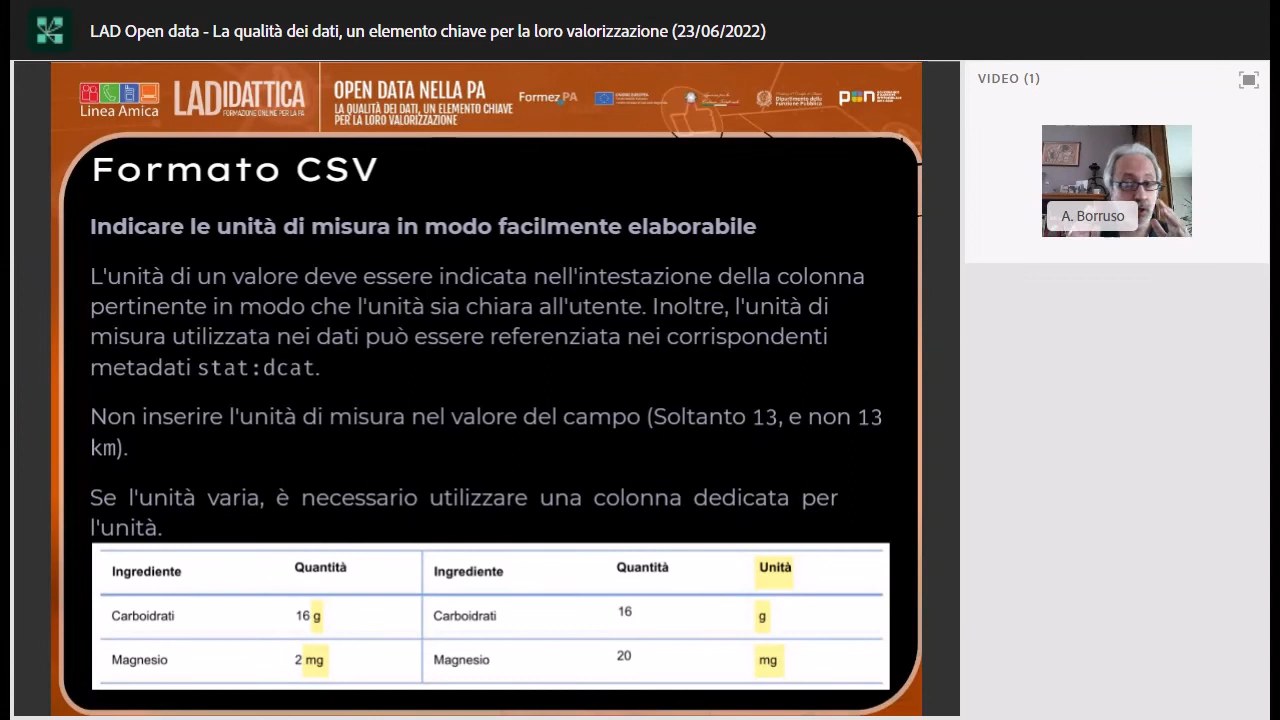 LAD Open data - La qualità dei dati, un elemento chiave per la loro valorizzazione (23/06/2022)
Linea Amica
LADIDATTICA
FORMAZIONE ONLINE PER LA PA
OPEN DATA NELLA PA
LA QUALITÀ DEI DATI, UN ELEMENTO CHIAVE
PER LA LORO VALORIZZAZIONE
FormezPA
Dipartimento della
Funzione Pubblica
pon
VIDEO (1)
A. Borruso
Formato CSV
Indicare le unità di misura in modo facilmente elaborabile
L'unità di un valore deve essere indicata nell'intestazione della colonna
pertinente in modo che l'unità sia chiara all'utente. Inoltre, l'unità di
misura utilizzata nei dati può essere referenziata nei corrispondenti
metadati stat:dcat.
Non inserire l'unità di misura nel valore del campo (Soltanto 13, e non 13
km).
Se l'unità varia, è necessario utilizzare una colonna dedicata per
l'unità.
Ingrediente Quantità Ingrediente Quantità Unità
Carboidrati 16 g Carboidrati 16 g
Magnesio 2 mg Magnesio 20 mg